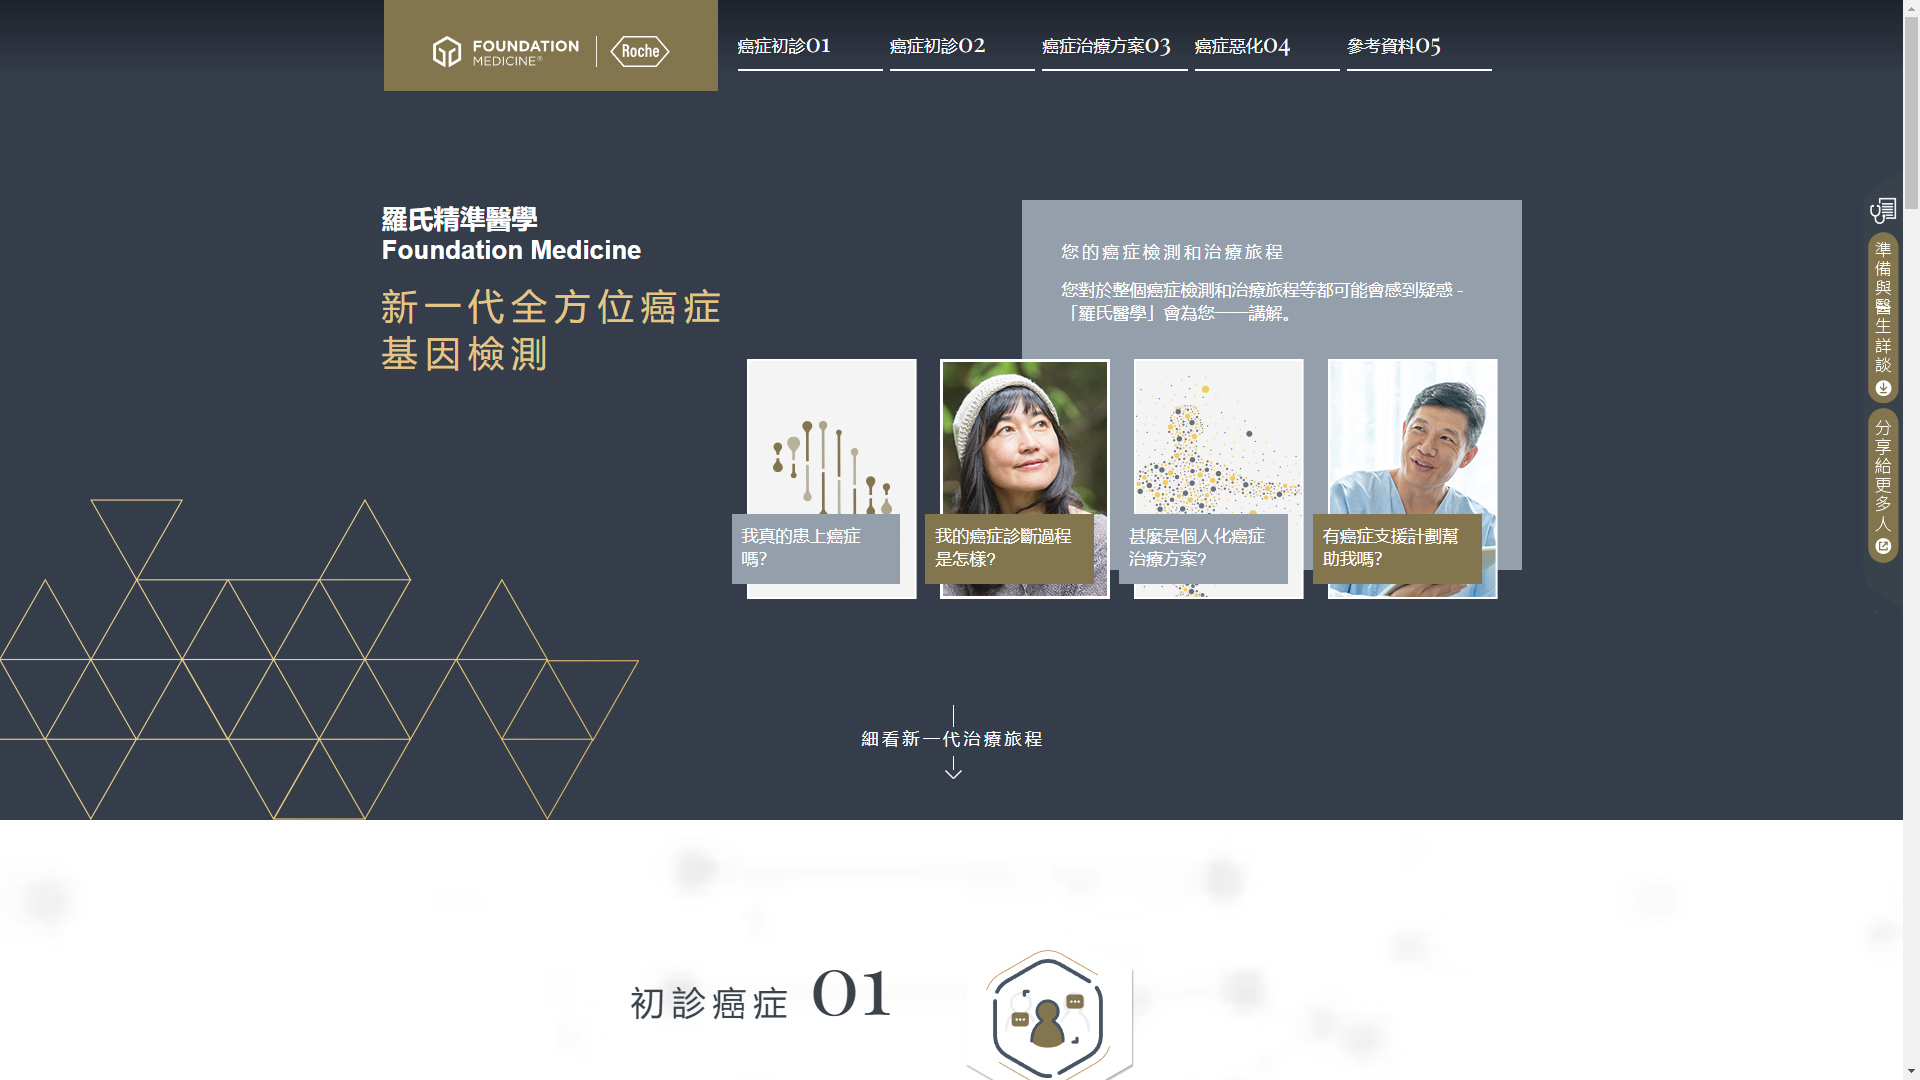 FOUNDATION
MEDICINE®
Roche
癌症初診01
癌症初診02
癌症治療方案03
癌症惡化04
參考資料05
羅氏精準醫學
Foundation Medicine
新一代全方位癌症
基因檢測
您的癌症檢測和治療旅程
您對於整個癌症檢測和治療旅程等都可能會感到疑惑 -
「羅氏醫學」會為您一一講解。
我真的患上癌症
嗎?
我的癌症診斷過程
是怎樣?
甚麼是個人化癌症
治療方案?
有癌症支援計劃幫
助我嗎?
準備與醫生詳談
分享給更多人
細看新一代治療旅程
初診癌症 01